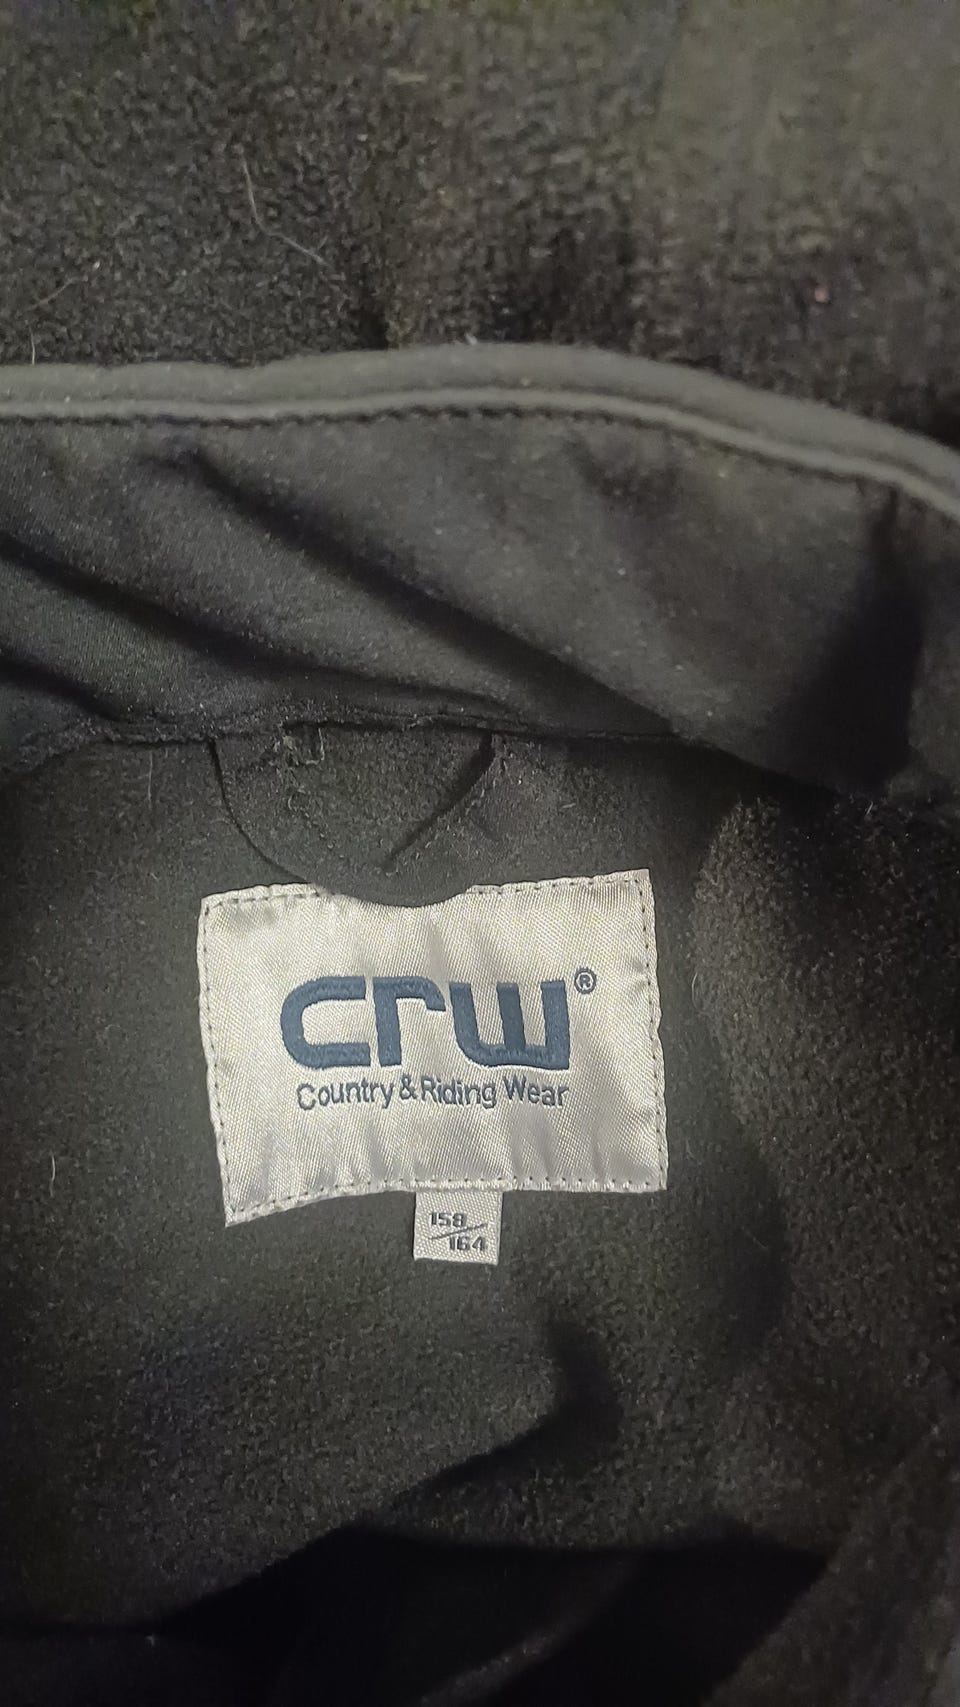 crw®
Country & Riding Wear
158/
164